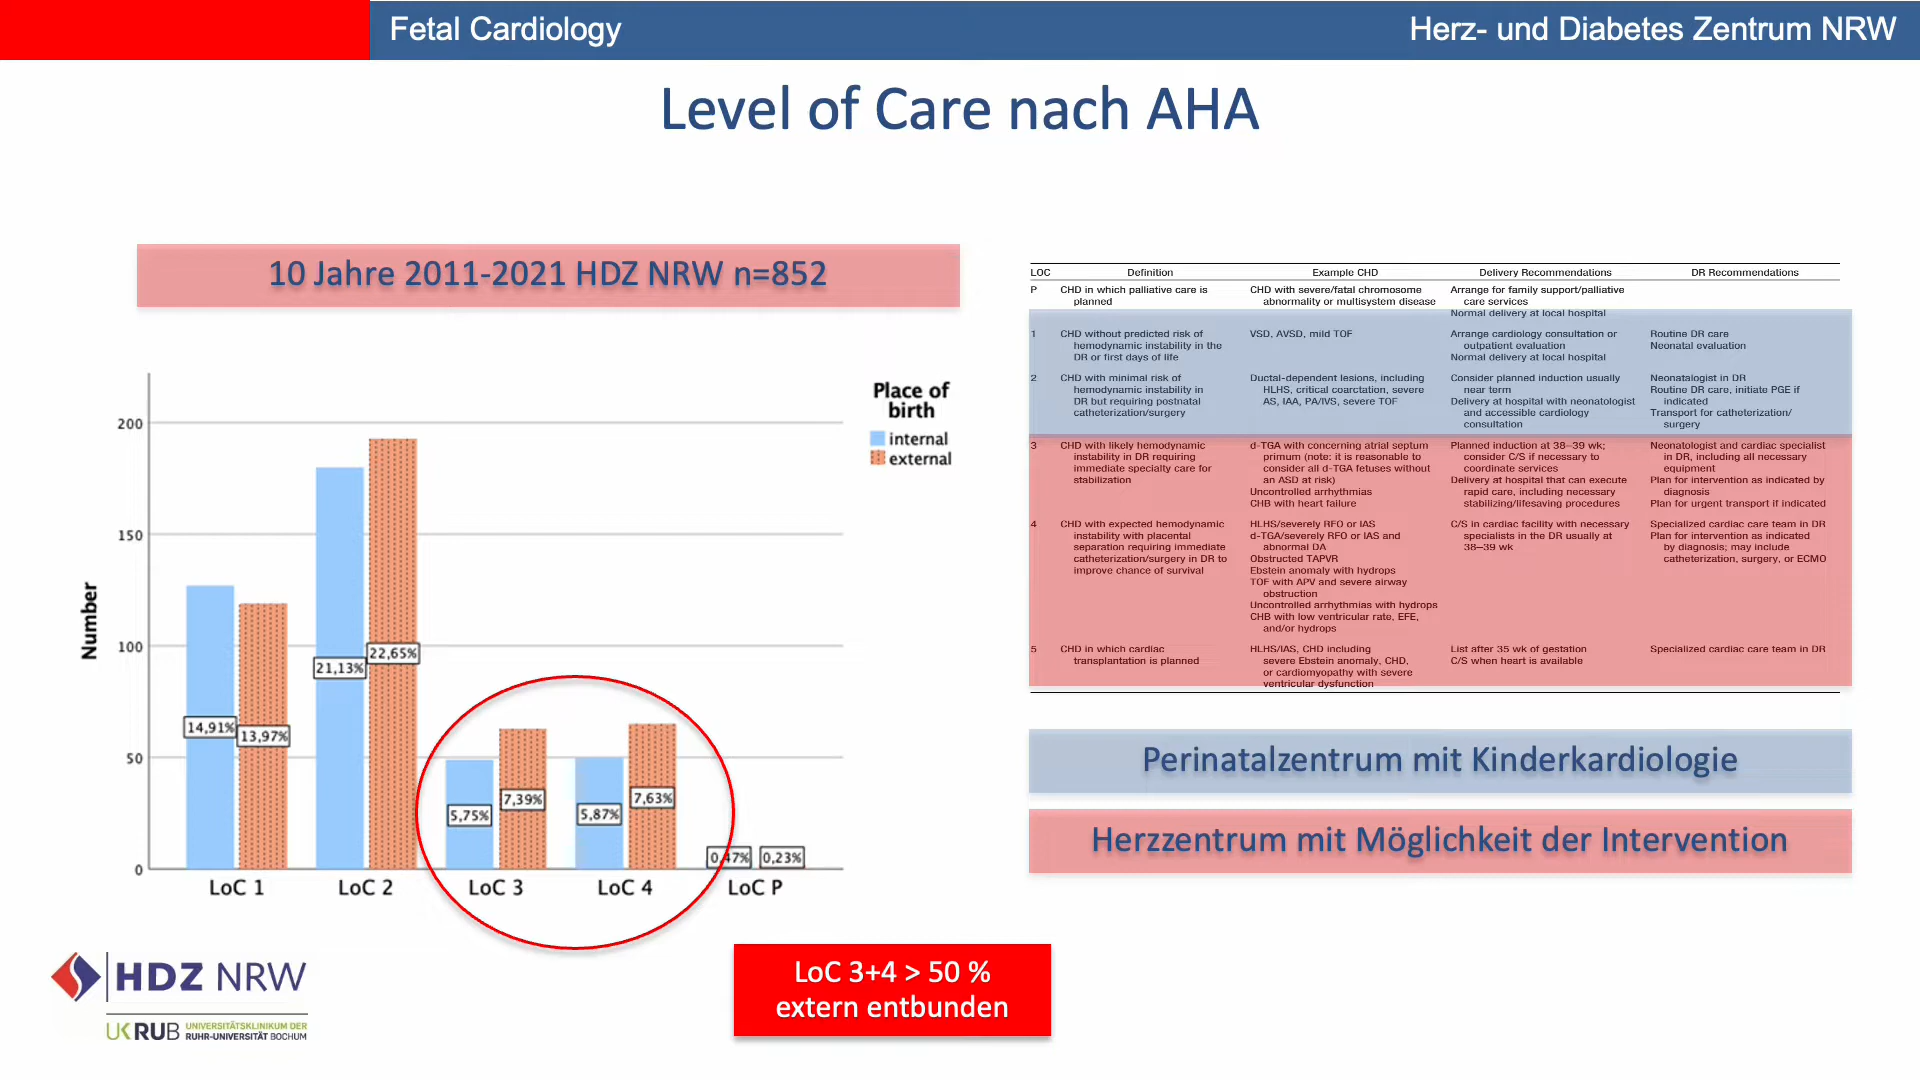 Fetal Cardiology
Herz- und Diabetes Zentrum NRW
Level of Care nach AHA
10 Jahre 2011-2021 HDZ NRW n=852
Place of
birth
internal
external
Number
200
150
100
50
0
14,91%
13,97%
21,13%
22,65%
5,75%
7,39%
5,87%
7,63%
0,47%
0,23%
LoC 1
LoC 2
LoC 3
LoC 4
LoC P
LoC 3+4 > 50 %
extern entbunden
LOC Definition Example CHD Delivery Recommendations DR Recommendations
P CHD in which palliative care is CHD with severe/fatal chromosome Arrange for family support/palliative
planned abnormality or multisystem disease care services
Normal delivery at local hospital
1 CHD without predicted risk of VSD, AVSD, mild TOF Arrange cardiology consultation or Routine DR care
hemodynamic instability in the outpatient evaluation Neonatal evaluation
DR or first days of life Normal delivery at local hospital
2 CHD with minimal risk of Ductal-dependent lesions, including Consider planned induction usually Neonatologist in DR
hemodynamic instability in HLHS, critical coarctation, severe near term Routine DR care, initiate PGE if
DR but requiring postnatal AS, IAA, PA/IVS, severe TOF Delivery at hospital with neonatologist indicated
catheterization/surgery and accessible cardiology Transport for catheterization/
consultation surgery
3 CHD with likely hemodynamic d-TGA with concerning atrial septum Planned induction at 38–39 wk; Neonatologist and cardiac specialist
instability in DR requiring primum (note: it is reasonable to consider C/S if necessary to in DR, including all necessary
immediate specialty care for consider all d-TGA fetuses without coordinate services equipment
stabilization an ASD at risk) Delivery at hospital that can execute Plan for intervention as indicated by
Uncontrolled arrhythmias rapid care, including necessary diagnosis
CHB with heart failure stabilizing/lifesaving procedures Plan for urgent transport if indicated
4 CHD with expected hemodynamic HLHS/severely RFO or IAS C/S in cardiac facility with necessary Specialized cardiac care team in DR
instability with placental d-TGA/severely RFO or IAS and specialists in the DR usually at Plan for intervention as indicated
separation requiring immediate abnormal DA 38–39 wk by diagnosis; may include
catheterization/surgery in DR to Obstructed TAPVR catheterization, surgery, or ECMO
improve chance of survival Ebstein anomaly with hydrops
TOF with APV and severe airway
obstruction
Uncontrolled arrhythmias with hydrops
CHB with low ventricular rate, EFE,
and/or hydrops
5 CHD in which cardiac HLHS/IAS, CHD including List after 35 wk of gestation Specialized cardiac care team in DR
transplantation is planned severe Ebstein anomaly, CHD, C/S when heart is available
or cardiomyopathy with severe
ventricular dysfunction
Perinatalzentrum mit Kinderkardiologie
Herzzentrum mit Möglichkeit der Intervention
HDZ NRW
UK RUB UNIVERSITÄTSKLINIKUM DER
RUHR-UNIVERSITÄT BOCHUM